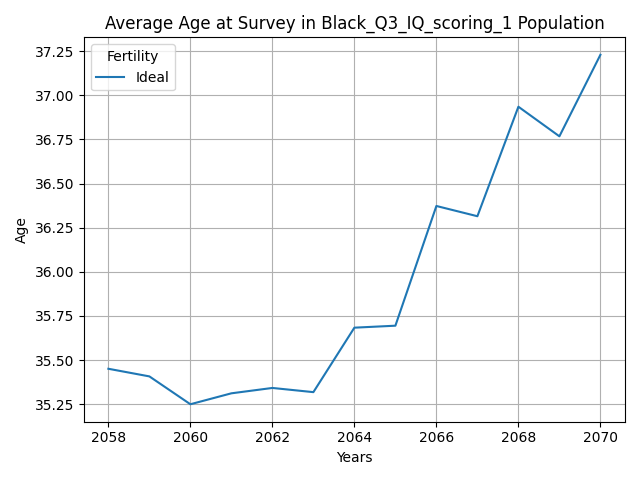 Average Age at Survey in Black_Q3_IQ_scoring_1 Population
Fertility
Ideal
37.25
37.00
36.75
36.50
36.25
36.00
35.75
35.50
35.25
Age
2058 2060 2062 2064 2066 2068 2070
Years